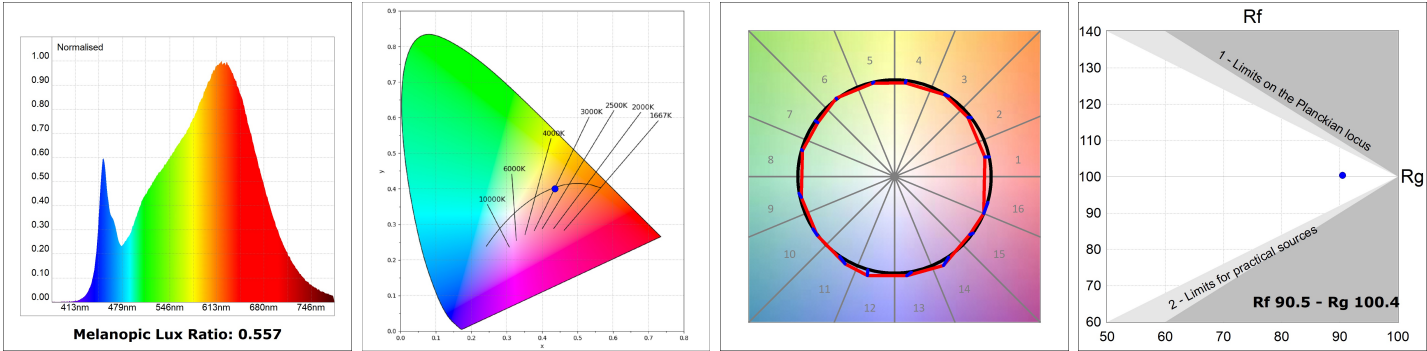 Normalised
1.00
0.90
0.80
0.70
0.60
0.50
0.40
0.30
0.20
0.10
0.00
413nm 479nm 546nm 613nm 680nm 746nm
Melanopic Lux Ratio: 0.557
0.9
0.8
0.7
0.6
0.5
0.4
0.3
0.2
0.1
0.0
y
0.0 0.1 0.2 0.3 0.4 0.5 0.6 0.7 0.8
x
10000K
6000K
4000K
3000K
2500K
2000K
1667K
1
2
3
4
5
6
7
8
9
10
11
12
13
14
15
16
Rf
140
130
120
110
100
90
80
70
60
50 60 70 80 90 100
Rg
1 - Limits on the Planckian locus
2 - Limits for practical sources
Rf 90.5 - Rg 100.4